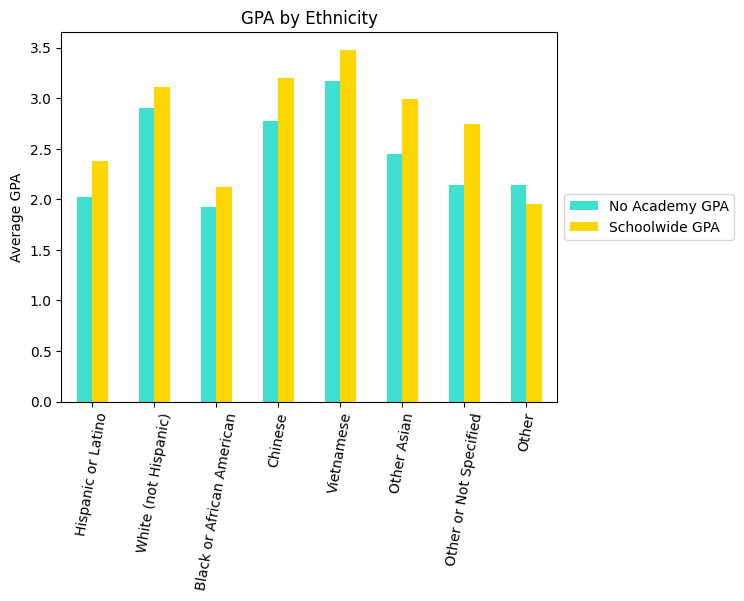 GPA by Ethnicity
Average GPA
3.5
3.0
2.5
2.0
1.5
1.0
0.5
0.0
Hispanic or Latino
White (not Hispanic)
Black or African American
Chinese
Vietnamese
Other Asian
Other or Not Specified
Other
No Academy GPA
Schoolwide GPA